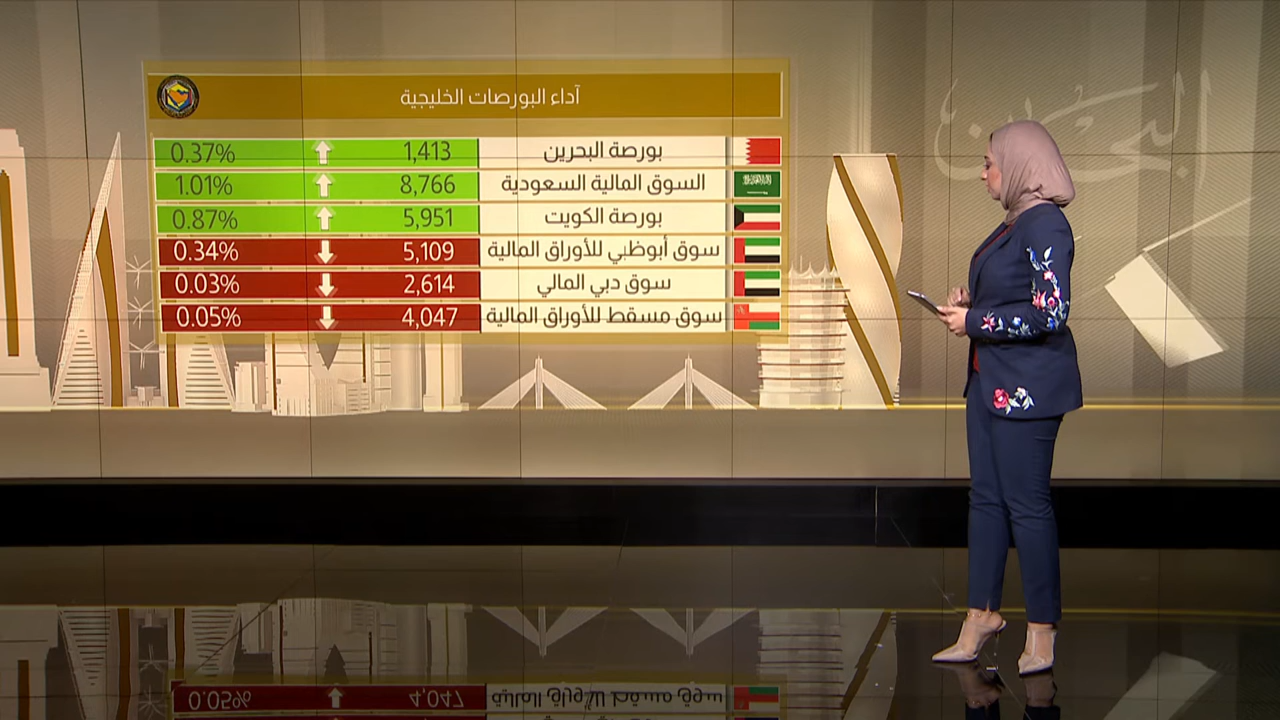 آداء البورصات الخليجية
بورصة البحرين 1,413 0.37%
السوق المالية السعودية 8,766 1.01%
بورصة الكويت 5,951 0.87%
سوق أبوظبي للأوراق المالية 5,109 0.34%
سوق دبي المالي 2,614 0.03%
سوق مسقط للأوراق المالية 4,047 0.05%
البحرين